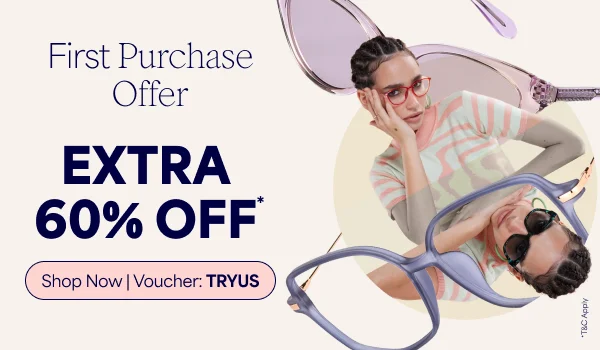 First Purchase
Offer
EXTRA
60% OFF*
Shop Now | Voucher: TRYUS
*T&C Apply